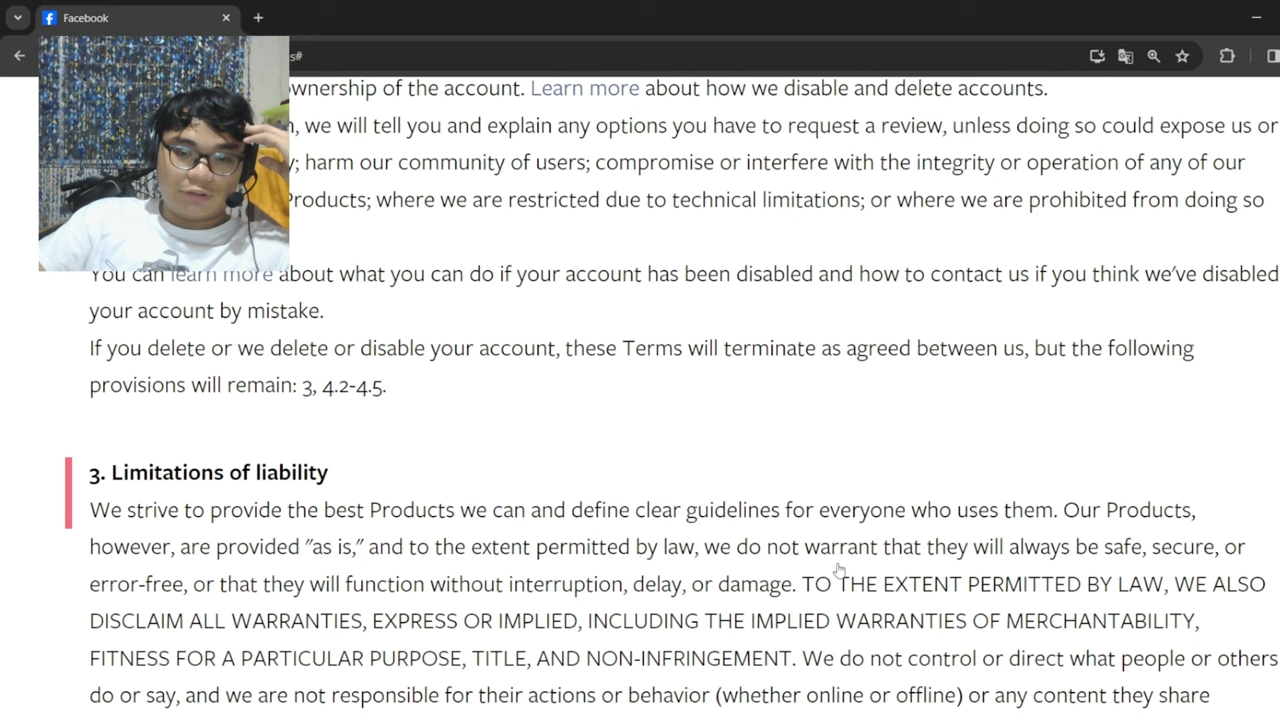 Facebook
s#
ownership of the account. Learn more about how we disable and delete accounts.
n, we will tell you and explain any options you have to request a review, unless doing so could expose us or
; harm our community of users; compromise or interfere with the integrity or operation of any of our
Products; where we are restricted due to technical limitations; or where we are prohibited from doing so
You can learn more about what you can do if your account has been disabled and how to contact us if you think we've disabled
your account by mistake.
If you delete or we delete or disable your account, these Terms will terminate as agreed between us, but the following
provisions will remain: 3, 4.2-4.5.
3. Limitations of liability
We strive to provide the best Products we can and define clear guidelines for everyone who uses them. Our Products,
however, are provided "as is," and to the extent permitted by law, we do not warrant that they will always be safe, secure, or
error-free, or that they will function without interruption, delay, or damage. TO THE EXTENT PERMITTED BY LAW, WE ALSO
DISCLAIM ALL WARRANTIES, EXPRESS OR IMPLIED, INCLUDING THE IMPLIED WARRANTIES OF MERCHANTABILITY,
FITNESS FOR A PARTICULAR PURPOSE, TITLE, AND NON-INFRINGEMENT. We do not control or direct what people or others
do or say, and we are not responsible for their actions or behavior (whether online or offline) or any content they share